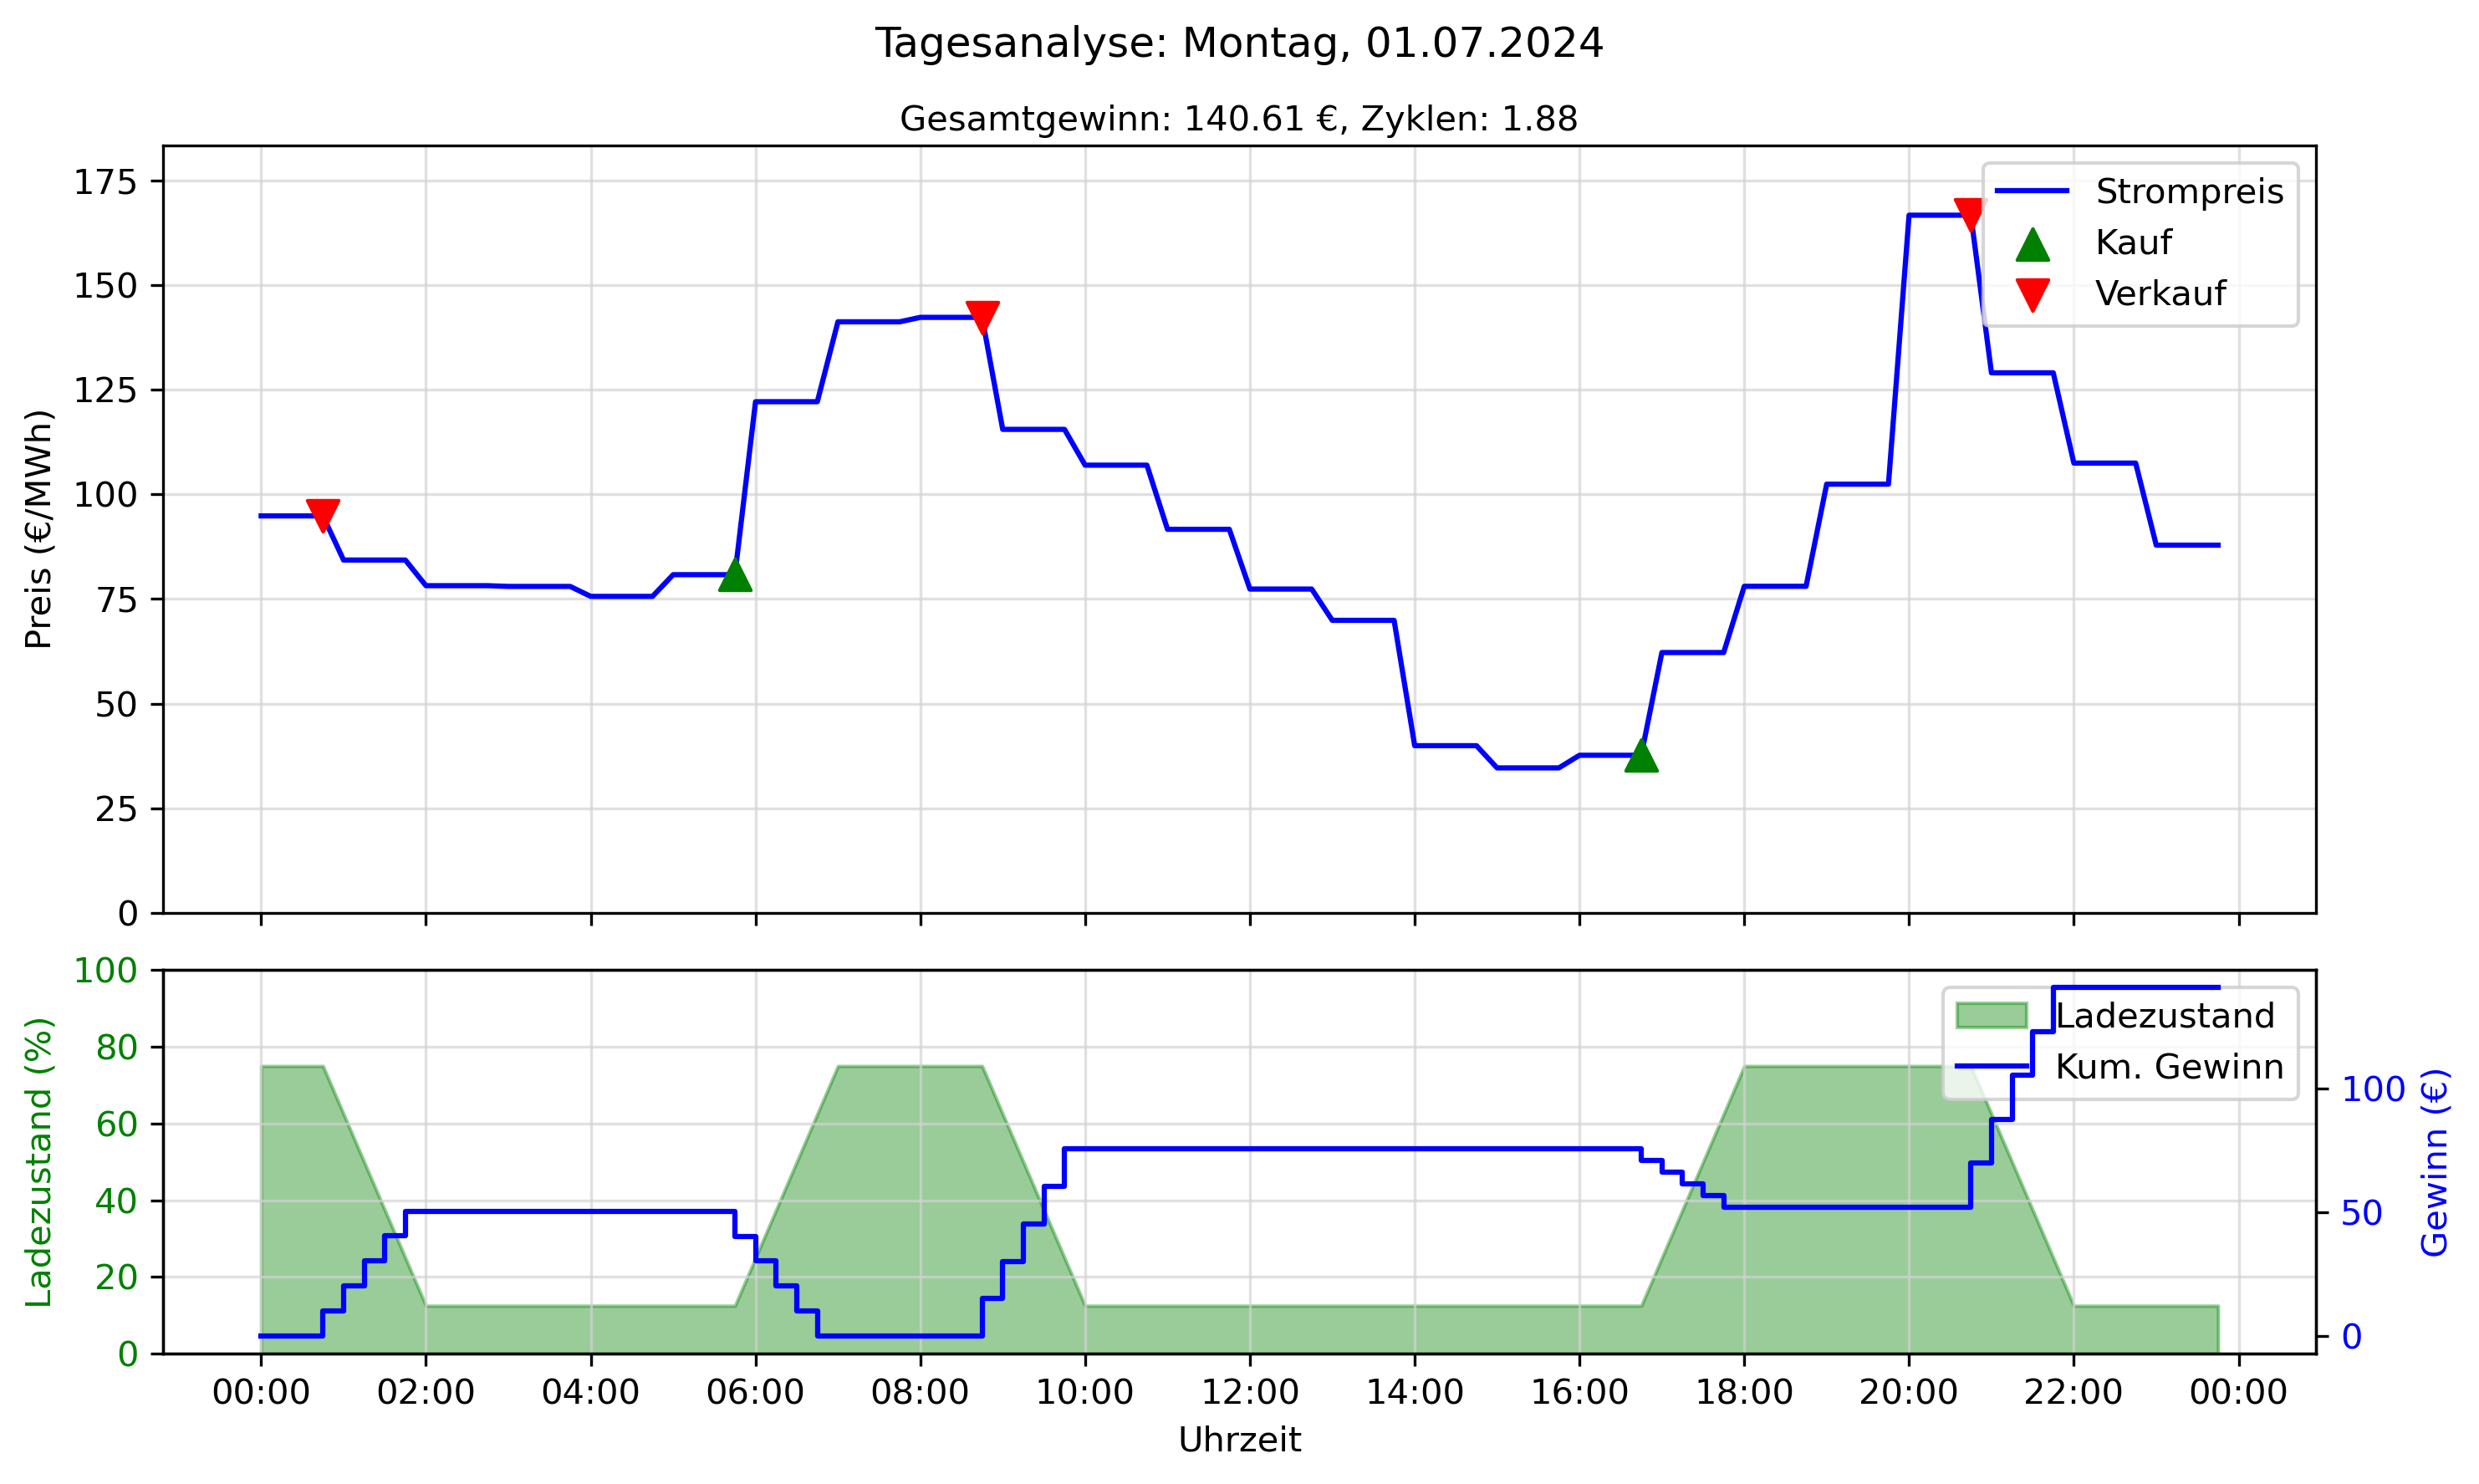 Tagesanalyse: Montag, 01.07.2024
Gesamtgewinn: 140.61 €, Zyklen: 1.88
Preis (€/MWh)
175
150
125
100
75
50
25
0
Strompreis
Kauf
Verkauf
Ladezustand (%)
100
80
60
40
20
0
Ladezustand
Kum. Gewinn
100
50
0
Gewinn (€)
00:00 02:00 04:00 06:00 08:00 10:00 12:00 14:00 16:00 18:00 20:00 22:00 00:00
Uhrzeit